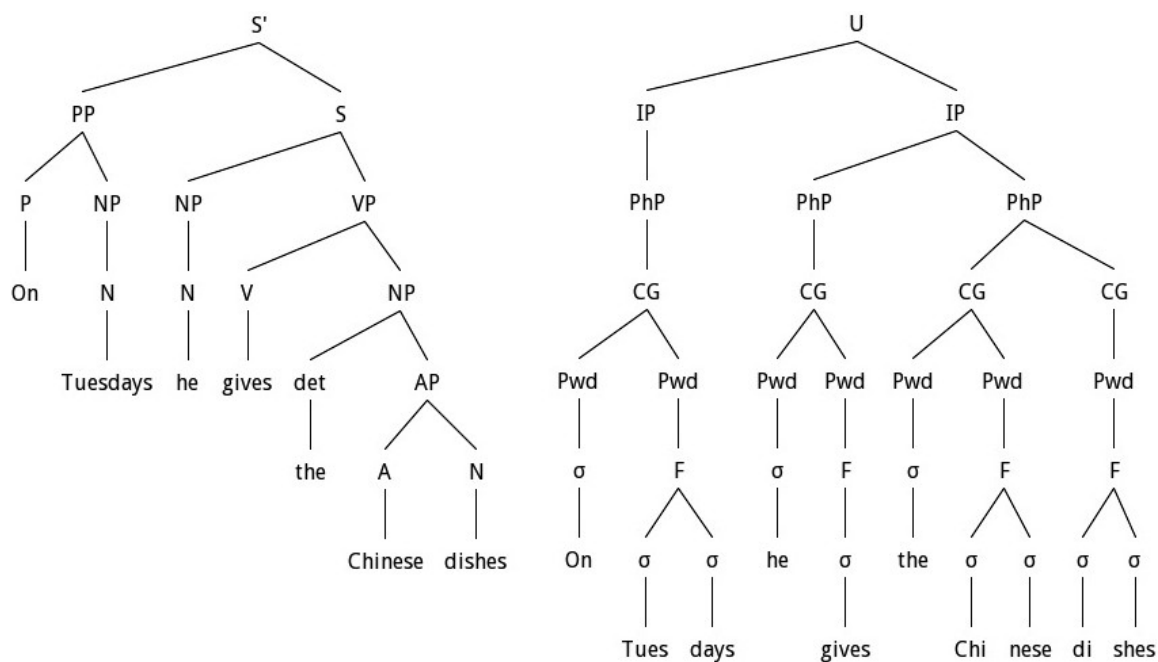 S' U
PP S IP IP
P NP NP VP PhP PhP PhP
On N N V NP CG CG CG CG
Tuesdays he gives det AP Pwd Pwd Pwd Pwd Pwd Pwd Pwd
the A N σ F σ F σ F F
Chinese dishes On σ σ he σ the σ σ σ σ
Tues days gives Chi nese di shes